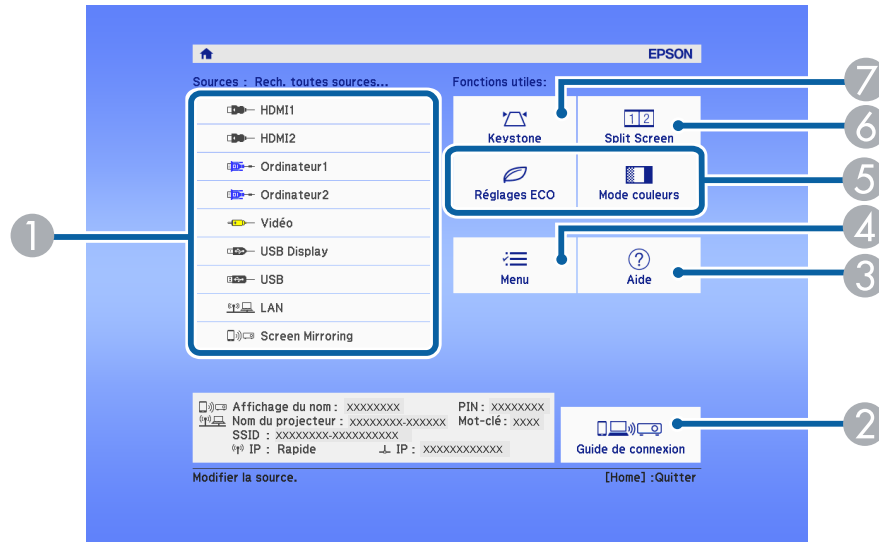 EPSON
Sources : Rech. toutes sources...
Fonctions utiles:
HDMI1
HDMI2
Ordinateur1
Ordinateur2
Vidéo
USB Display
USB
LAN
Screen Mirroring
Keystone
1 2
Split Screen
Réglages ECO
Mode couleurs
Menu
?
Aide
Affichage du nom : XXXXXXXX PIN : XXXXXXXX
Nom du projecteur : XXXXXXXX-XXXXXX Mot-clé : XXXX
SSID : XXXXXXXX-XXXXXXXXXX
IP : Rapide IP : XXXXXXXXXXXX
Guide de connexion
Modifier la source. [Home] :Quitter
1
7
6
5
4
3
2